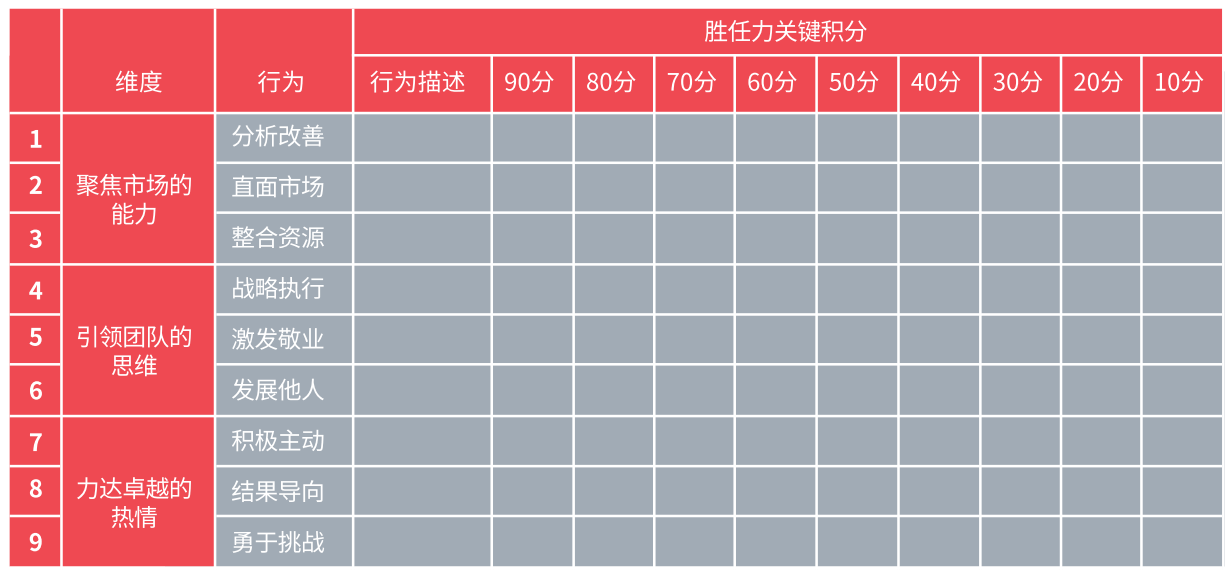 胜任力关键积分
维度 行为 行为描述 90分 80分 70分 60分 50分 40分 30分 20分 10分
1 分析改善
聚焦市场的
能力
2 直面市场
3 整合资源
4 战略执行
引领团队的
思维
5 激发敬业
6 发展他人
7 积极主动
力达卓越的
热情
8 结果导向
9 勇于挑战